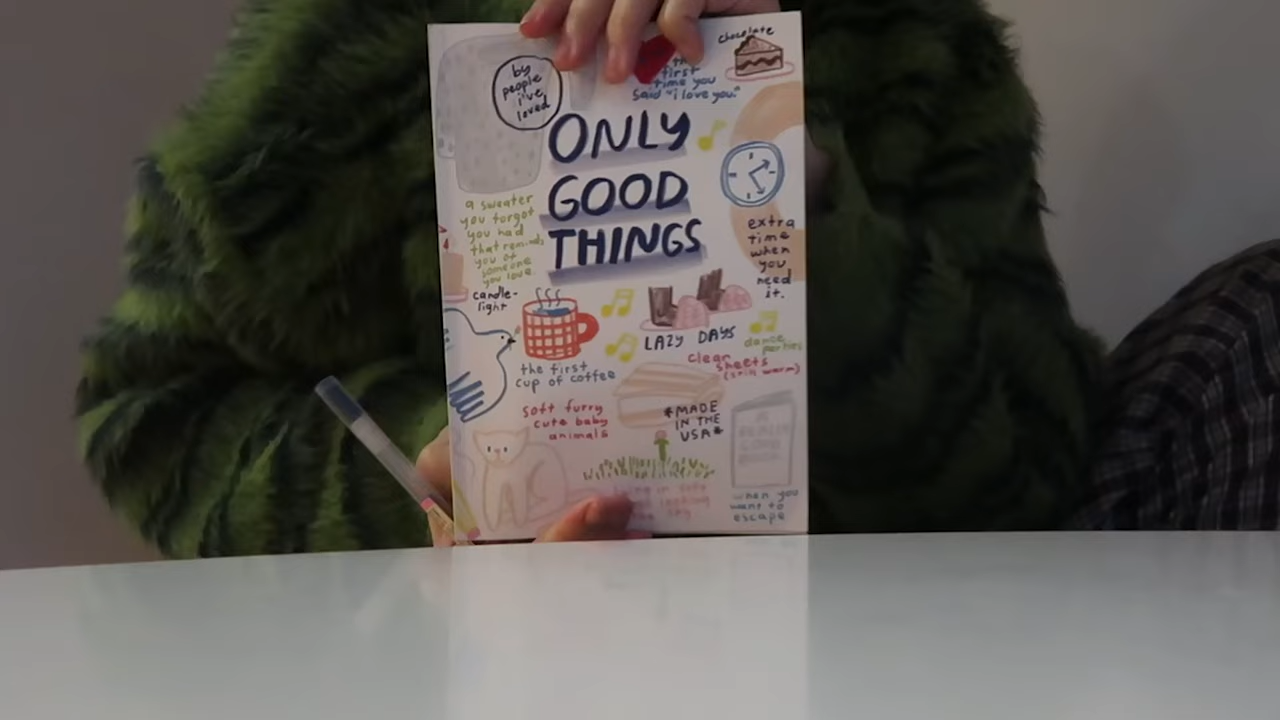 by
people
i've
loved
chocolate
first
time you
said "i love you."
ONLY
GOOD
THINGS
a sweater
you forgot
you had
that reminds
you of
someone
you love.
extra
time
when
you
need
it.
candle-
light
LAZY DAYS
dance
parties
the first
cup of coffee
clean
sheets
(still warm)
soft furry
cute baby
animals
*MADE
IN THE
USA*
when you
want to
escape